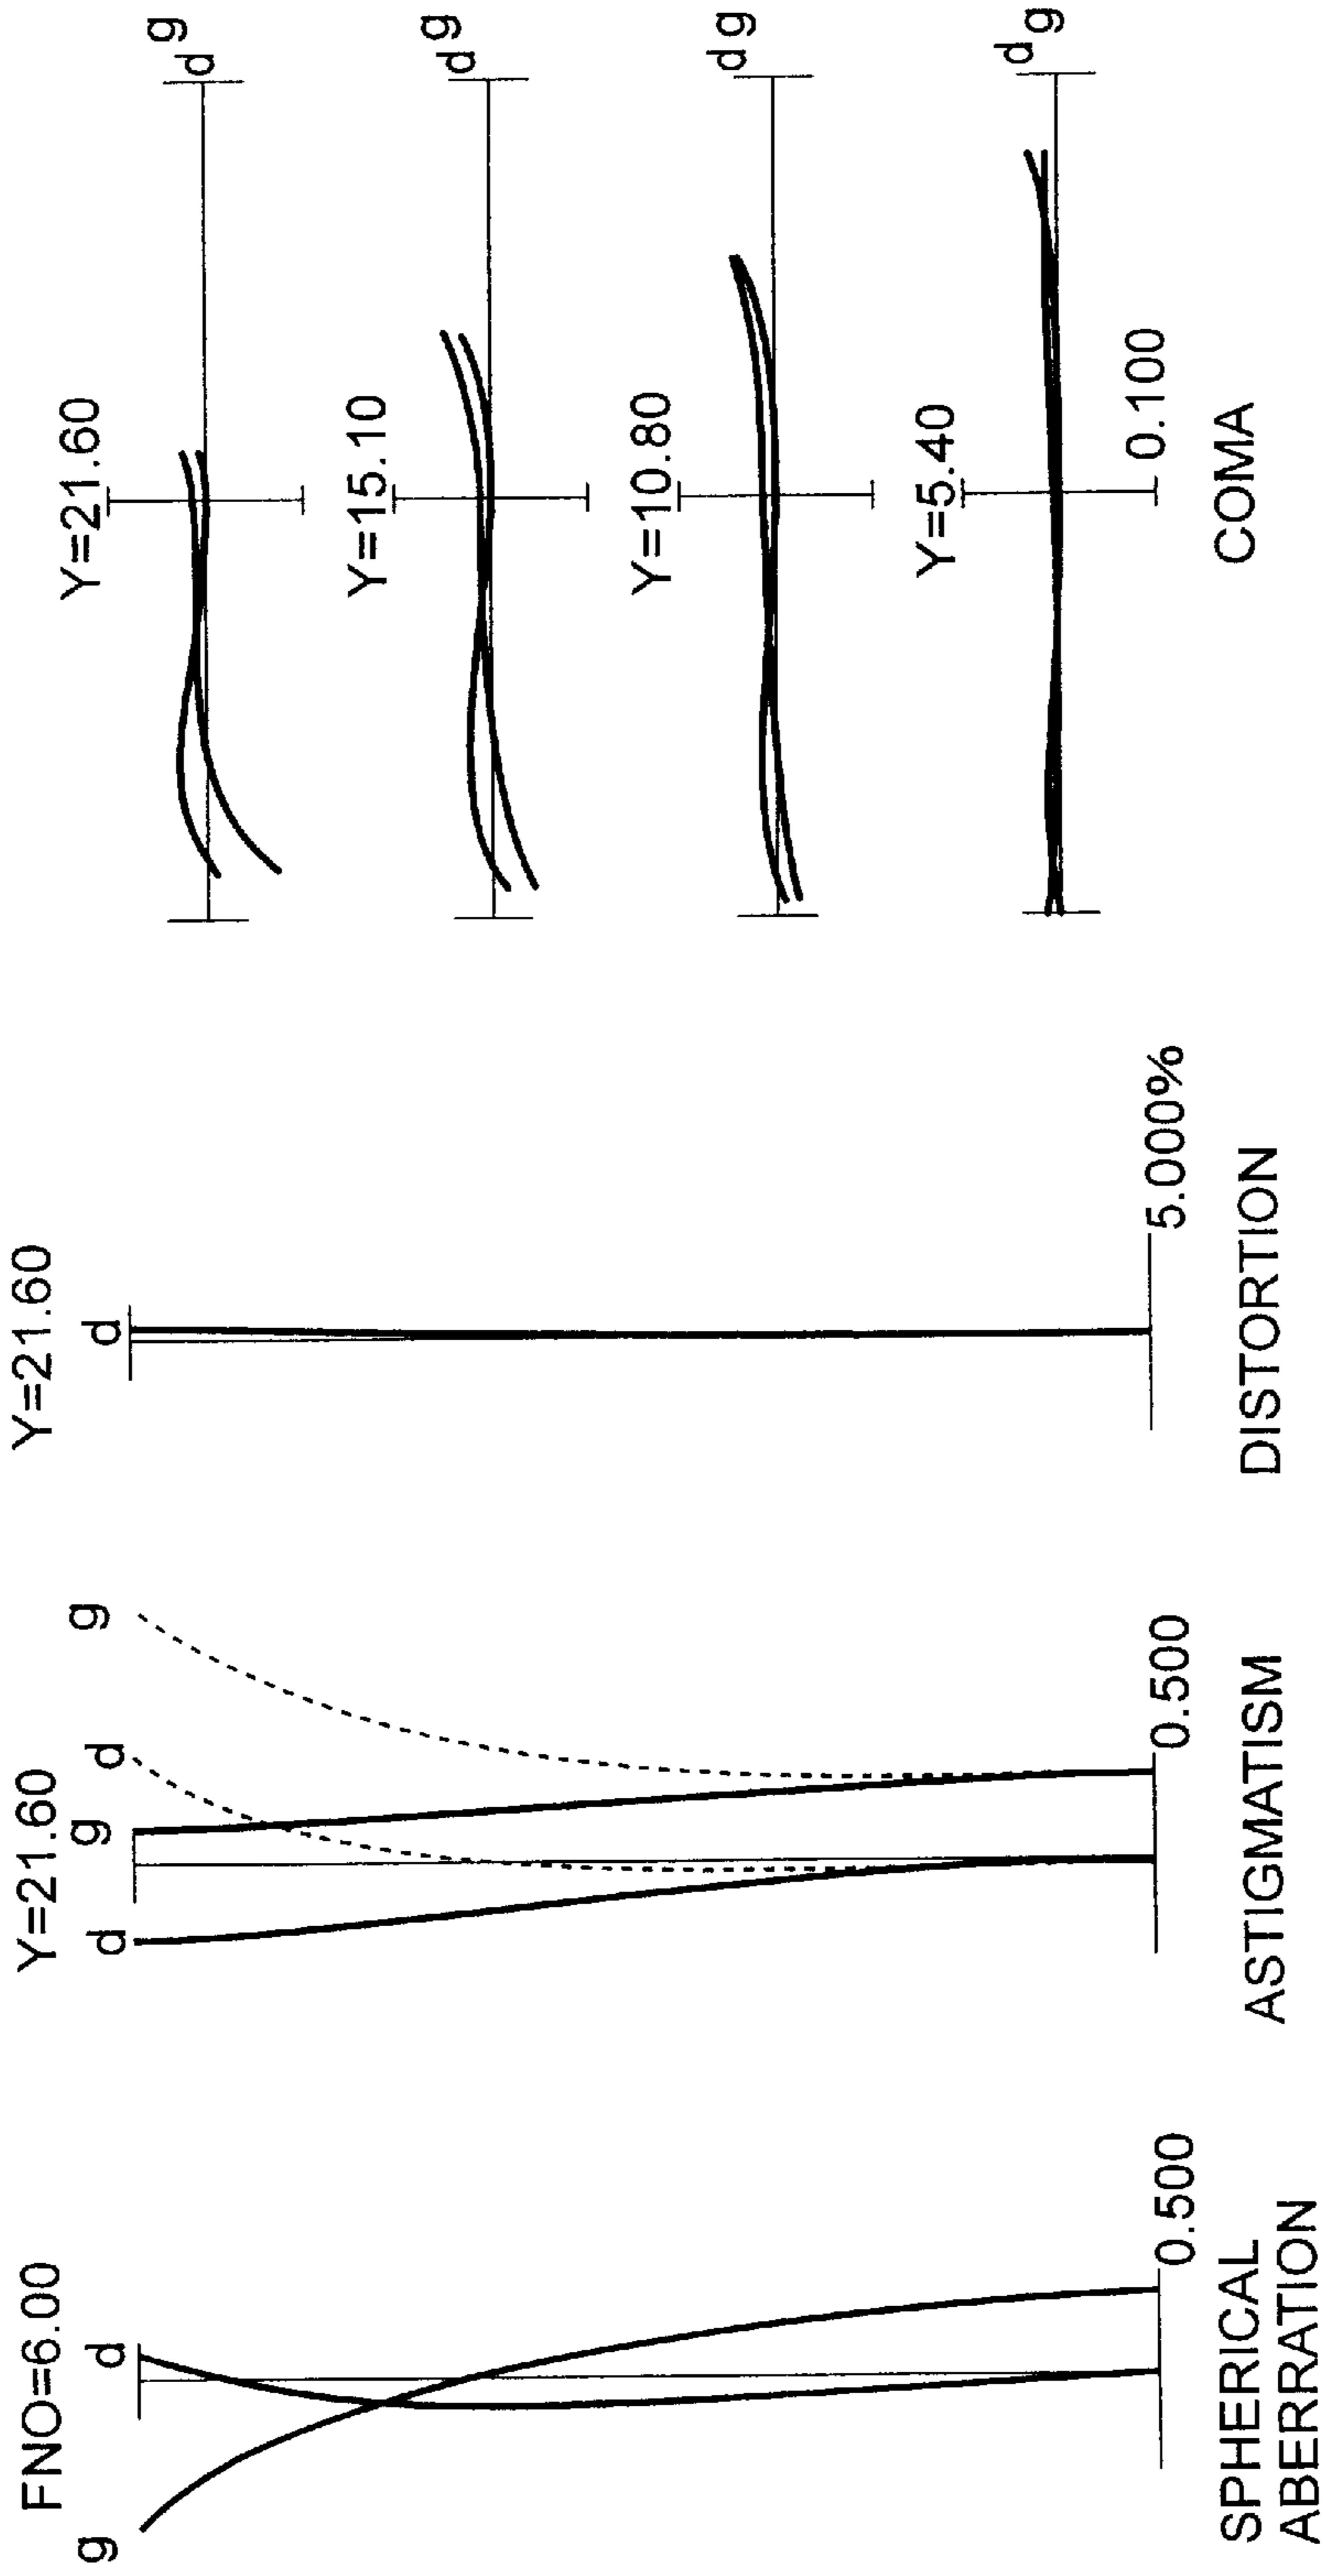 FNO=6.00
g
d
0.500
SPHERICAL
ABERRATION
Y=21.60
d
g
d
g
0.500
ASTIGMATISM
Y=21.60
d
5.000%
DISTORTION
Y=21.60
g
d
Y=15.10
g
d
Y=10.80
g
d
Y=5.40
g
d
0.100
COMA